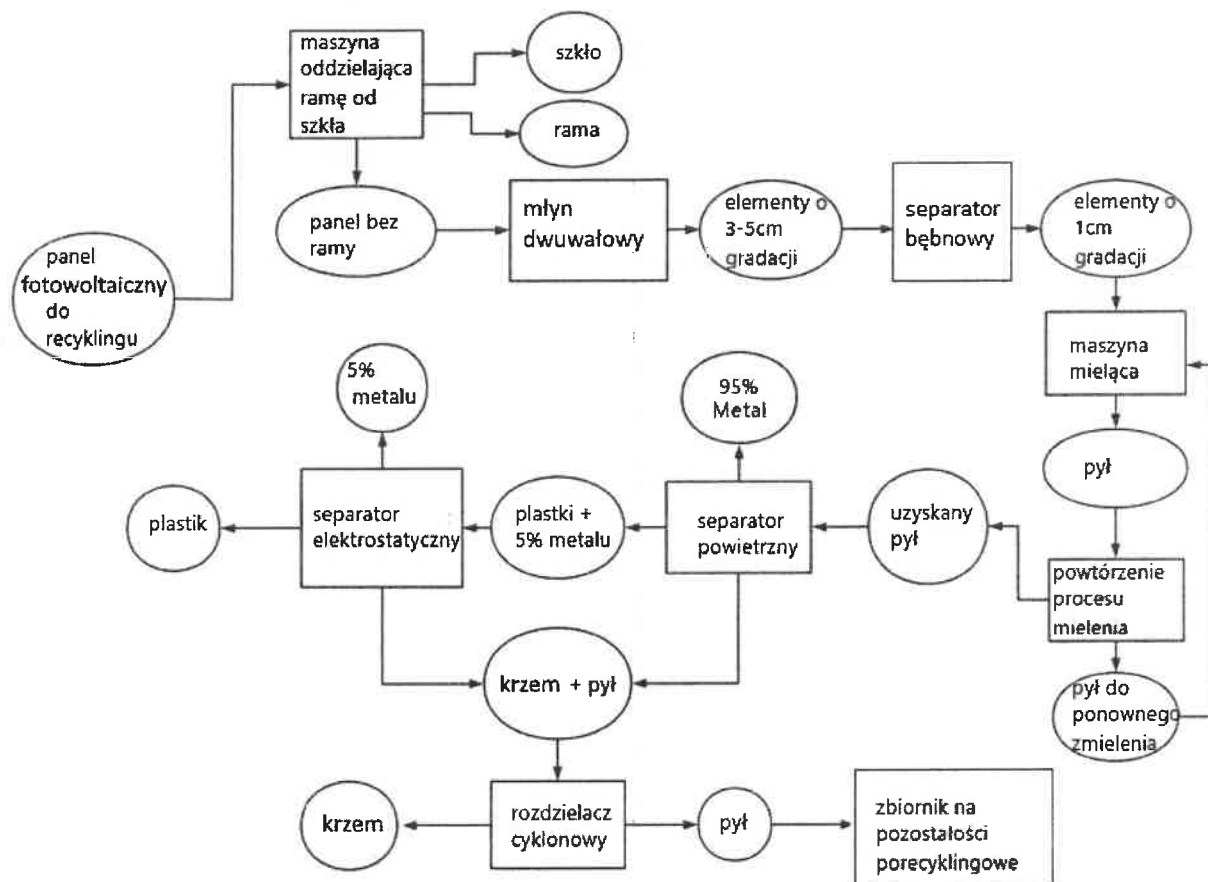 maszyna
oddzielająca
ramę od
szkła
szkło
rama
panel bez
ramy
młyn
dwuwałowy
elementy o
3-5cm
gradacji
separator
bębnowy
elementy o
1cm
gradacji
panel
fotowoltaiczny
do
recyklingu
maszyna
mieląca
5%
metalu
95%
Metal
pył
plastik
separator
elektrostatyczny
plastki +
5% metalu
separator
powietrzny
uzyskany
pył
powtórzenie
procesu
mielenia
krzem + pył
pył do
ponownego
zmielenia
krzem
rozdzielacz
cyklonowy
pył
zbiornik na
pozostałości
porecyklingowe